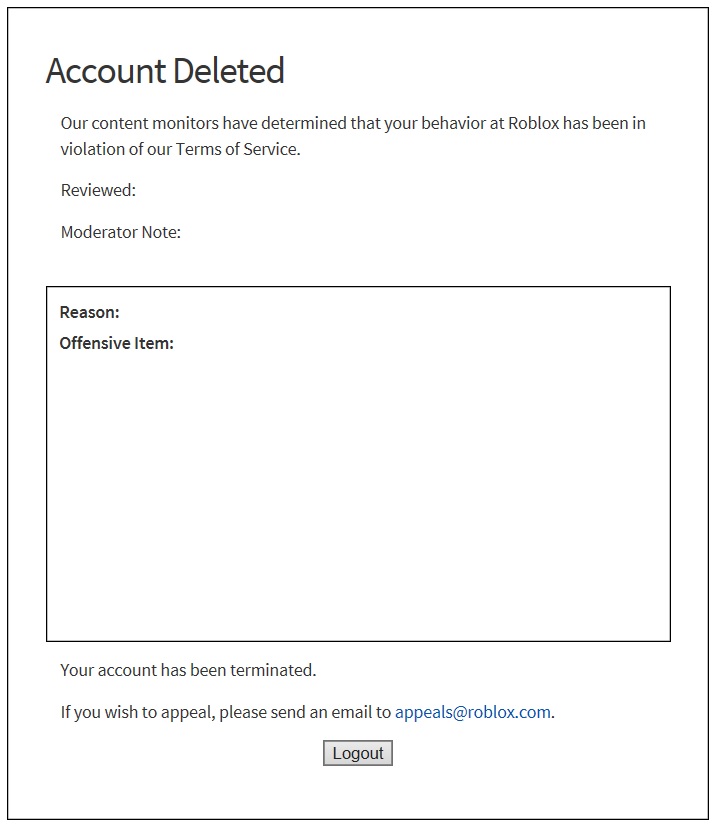 Account Deleted
Our content monitors have determined that your behavior at Roblox has been in
violation of our Terms of Service.
Reviewed:
Moderator Note:
Reason:
Offensive Item:
Your account has been terminated.
If you wish to appeal, please send an email to appeals@roblox.com.
Logout